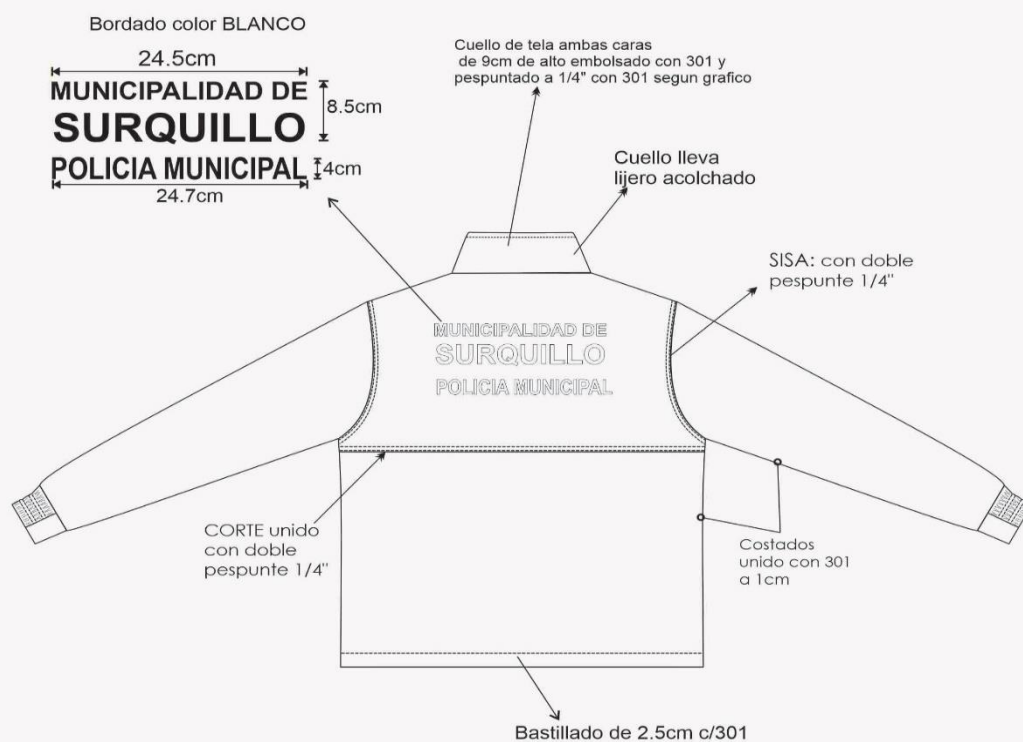 Bordado color BLANCO
24.5cm
MUNICIPALIDAD DE
SURQUILLO
8.5cm
POLICIA MUNICIPAL
4cm
24.7cm
Cuello de tela ambas caras
de 9cm de alto embolsado con 301 y
pespuntado a 1/4" con 301 segun grafico
Cuello lleva
lijero acolchado
SISA: con doble
pespunte 1/4"
MUNICIPALIDAD DE
SURQUILLO
POLICIA MUNICIPAL
CORTE unido
con doble
pespunte 1/4"
Costados
unido con 301
a 1cm
Bastillado de 2.5cm c/301